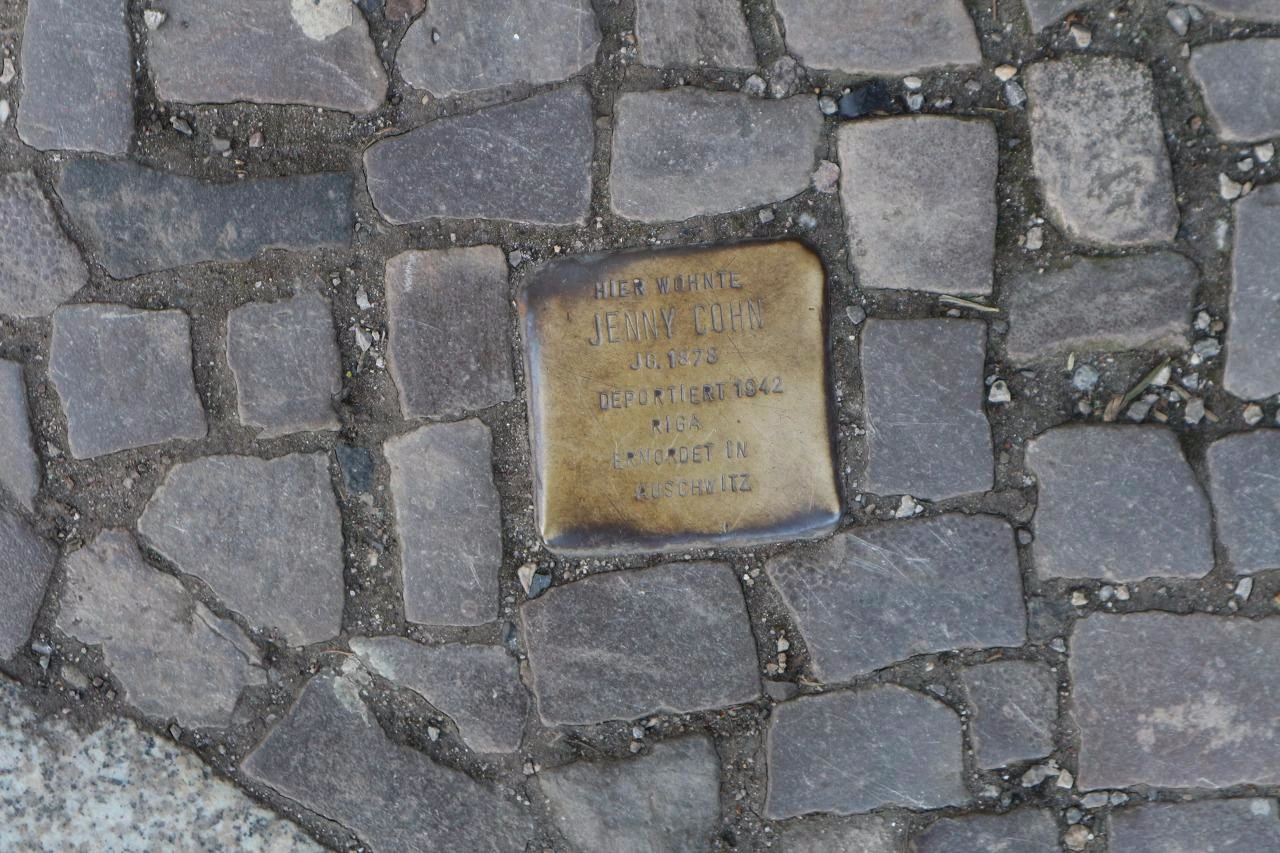 HIER WOHNTE
JENNY COHN
JG. 1878
DEPORTIERT 1942
RIGA
ERMORDET IN
AUSCHWITZ